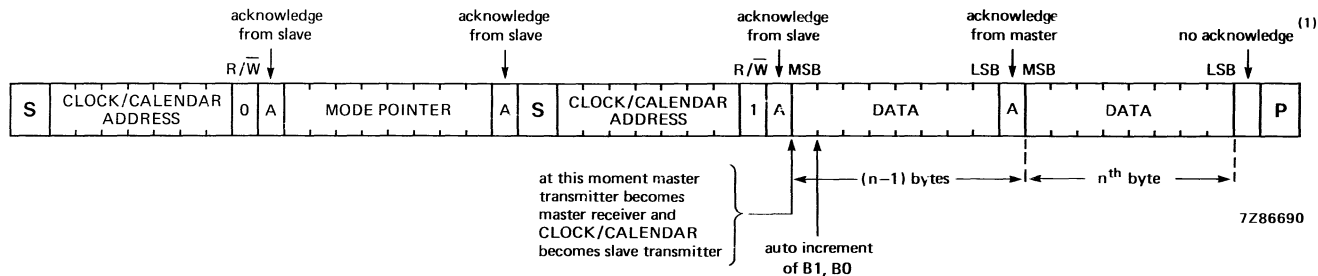 acknowledge
from slave
acknowledge
from slave
acknowledge
from slave
acknowledge
from master
no acknowledge (1)
R/W̅
R/W̅ MSB
LSB MSB
LSB
S CLOCK/CALENDAR ADDRESS 0 A MODE POINTER A S CLOCK/CALENDAR ADDRESS 1 A DATA A DATA P
at this moment master
transmitter becomes
master receiver and
CLOCK/CALENDAR
becomes slave transmitter
(n−1) bytes
nth byte
auto increment
of B1, B0
7Z86690